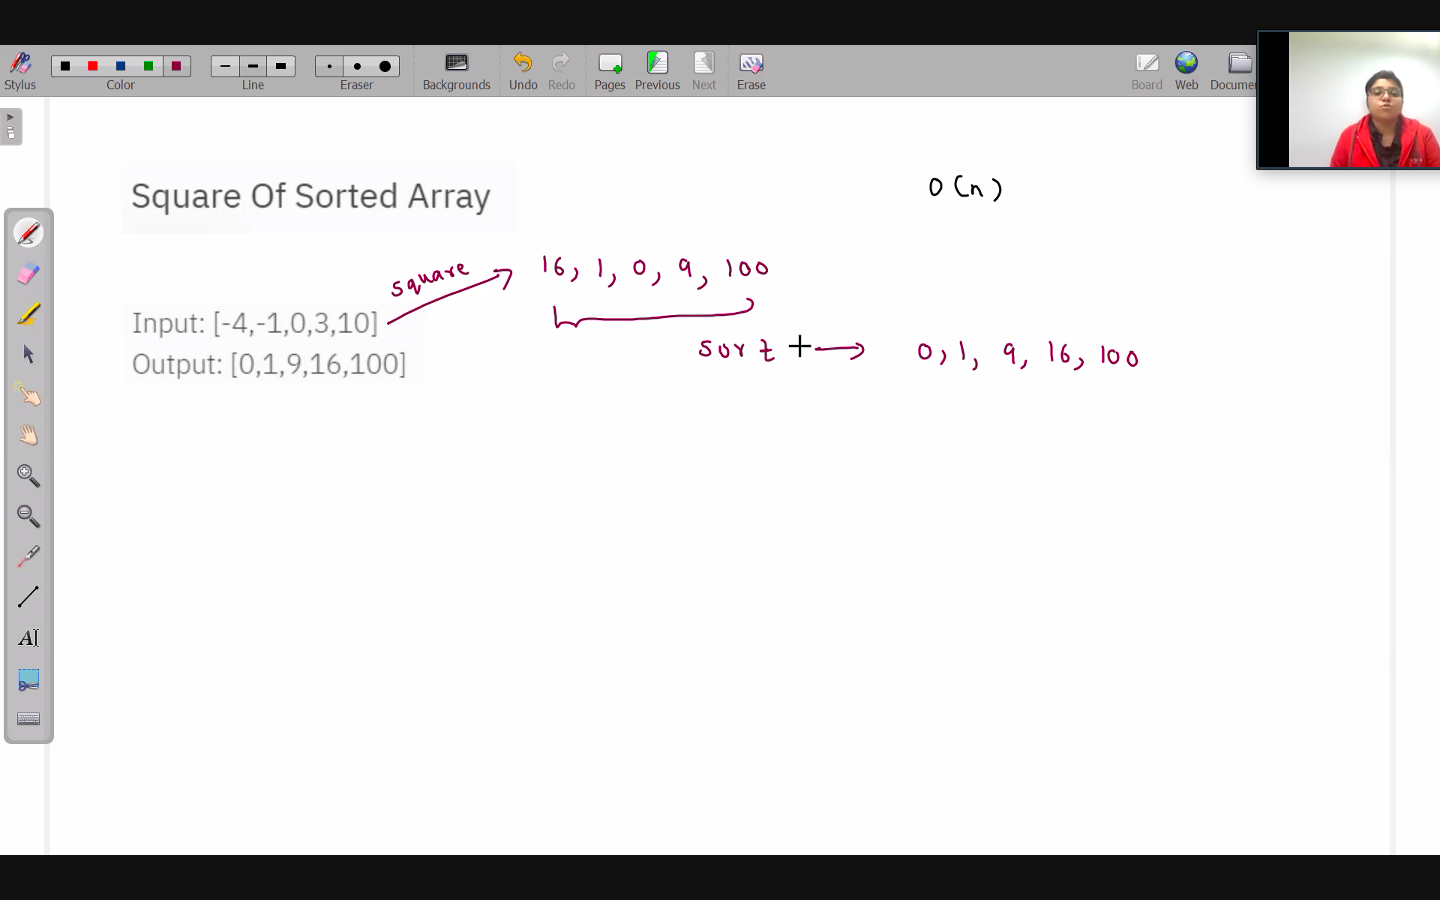 Stylus
Color
Line
Eraser
Backgrounds
Undo
Redo
Pages
Previous
Next
Erase
Board
Web
Square Of Sorted Array
O(n)
square
16, 1, 0, 9, 100
Input: [-4,-1,0,3,10]
Output: [0,1,9,16,100]
sort
0, 1, 9, 16, 100
AI